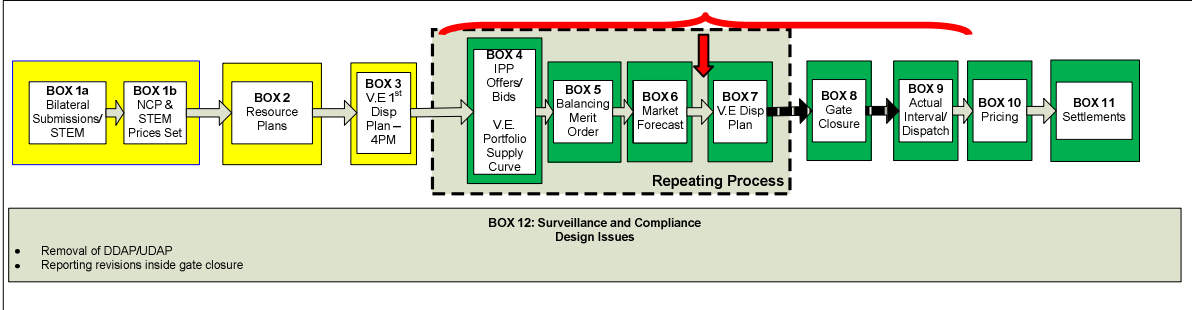 BOX 1a
Bilateral
Submissions/
STEM
BOX 1b
NCP &
STEM
Prices Set
BOX 2
Resource
Plans
BOX 3
V.E 1st
Disp
Plan –
4PM
BOX 4
IPP
Offers/
Bids
V.E.
Portfolio
Supply
Curve
BOX 5
Balancing
Merit
Order
BOX 6
Market
Forecast
BOX 7
V.E Disp
Plan
Repeating Process
BOX 8
Gate
Closure
BOX 9
Actual
Interval/
Dispatch
BOX 10
Pricing
BOX 11
Settlements
BOX 12: Surveillance and Compliance
Design Issues
• Removal of DDAP/UDAP
• Reporting revisions inside gate closure